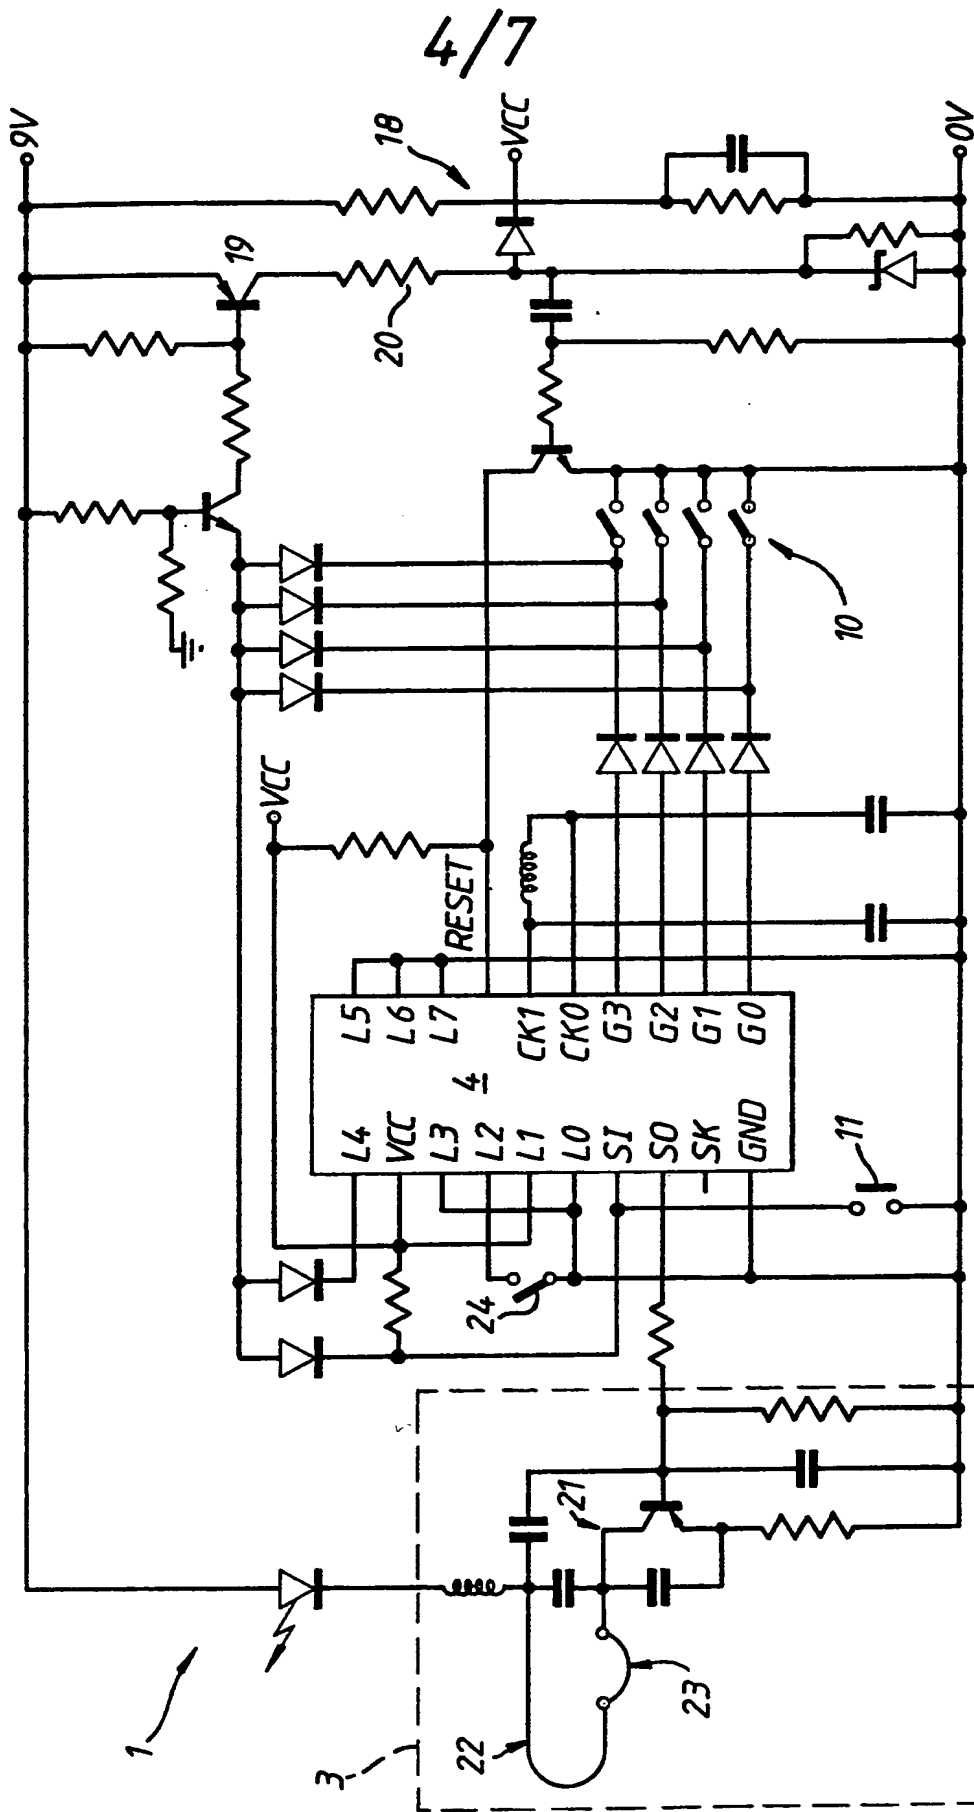 4/7
9V
19
18
VCC
20
0V
10
VCC
RESET
L5
L6
L7
CK1
CK0
G3
G2
G1
G0
4
L4
VCC
L3
L2
L1
L0
SI
SO
SK
GND
11
24
21
22
23
1
3